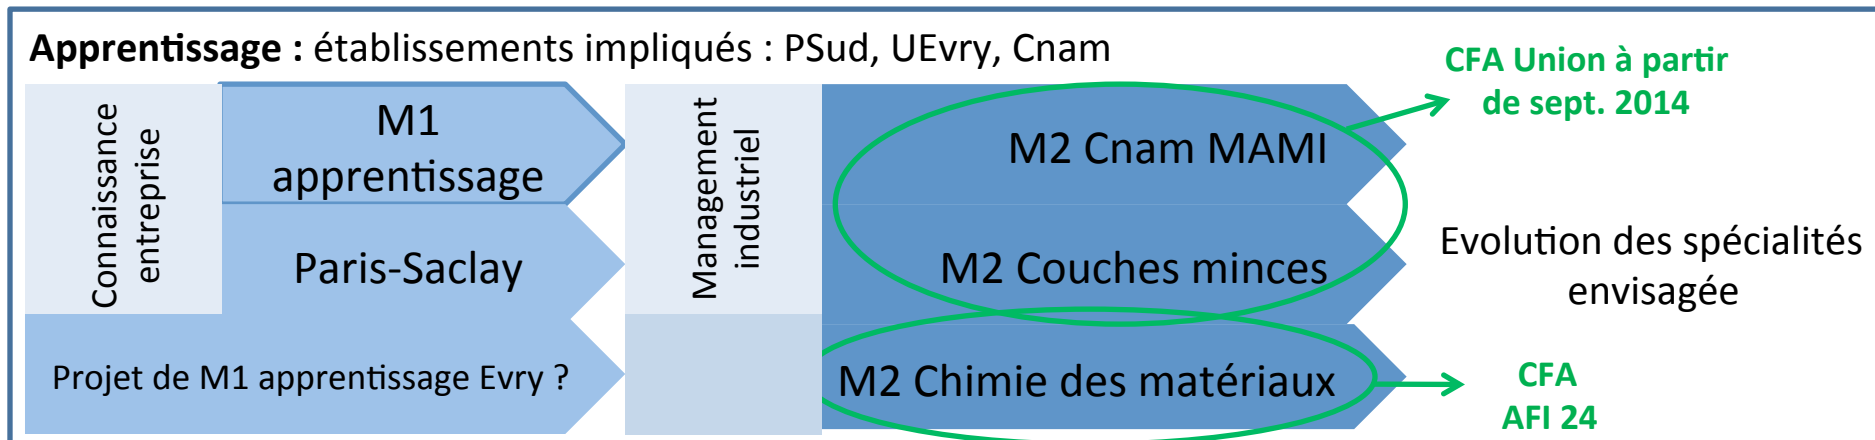 Apprentissage : établissements impliqués : PSud, UEvry, Cnam
CFA Union à partir
de sept. 2014
Connaissance
entreprise
M1
apprentissage
Paris-Saclay
Projet de M1 apprentissage Evry ?
Management
industriel
M2 Cnam MAMI
M2 Couches minces
M2 Chimie des matériaux
Evolution des spécialités
envisagée
CFA
AFI 24